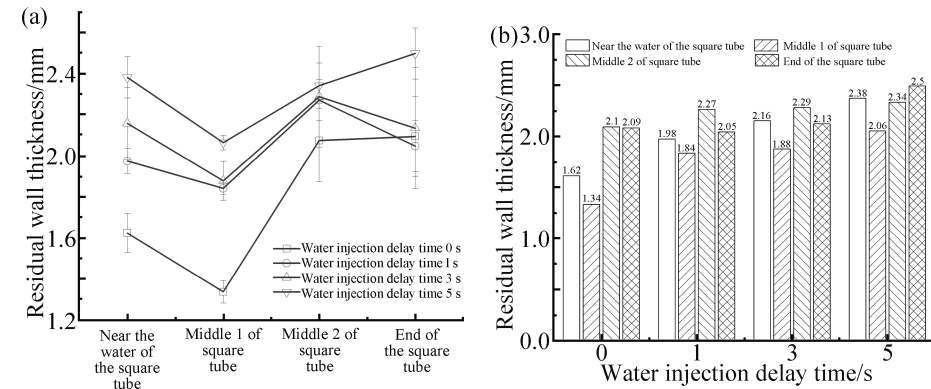 (a)
Residual wall thickness/mm
2.4
2.0
1.6
1.2
Water injection delay time 0 s
Water injection delay time 1 s
Water injection delay time 3 s
Water injection delay time 5 s
Near the
water of
the square
tube
Middle 1 of
square
tube
Middle 2 of
square
tube
End of
the square
tube
(b)
Residual wall thickness/mm
3.0
2.0
1.0
0.0
Near the water of the square tube
Middle 1 of square tube
Middle 2 of square tube
End of the square tube
1.62
1.34
2.1
2.09
1.98
1.84
2.27
2.05
2.16
1.88
2.29
2.13
2.38
2.06
2.34
2.5
0
1
3
5
Water injection delay time/s